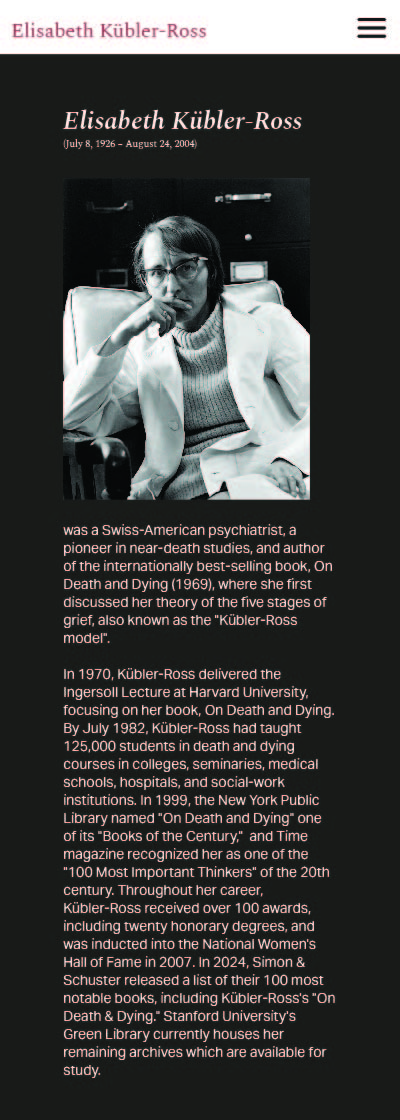 Elisabeth Kübler-Ross
Elisabeth Kübler-Ross
(July 8, 1926 – August 24, 2004)
was a Swiss-American psychiatrist, a
pioneer in near-death studies, and author
of the internationally best-selling book, On
Death and Dying (1969), where she first
discussed her theory of the five stages of
grief, also known as the "Kübler-Ross
model".
In 1970, Kübler-Ross delivered the
Ingersoll Lecture at Harvard University,
focusing on her book, On Death and Dying.
By July 1982, Kübler-Ross had taught
125,000 students in death and dying
courses in colleges, seminaries, medical
schools, hospitals, and social-work
institutions. In 1999, the New York Public
Library named "On Death and Dying" one
of its "Books of the Century,"  and Time
magazine recognized her as one of the
"100 Most Important Thinkers" of the 20th
century. Throughout her career,
Kübler-Ross received over 100 awards,
including twenty honorary degrees, and
was inducted into the National Women's
Hall of Fame in 2007. In 2024, Simon &
Schuster released a list of their 100 most
notable books, including Kübler-Ross's "On
Death & Dying." Stanford University's
Green Library currently houses her
remaining archives which are available for
study.